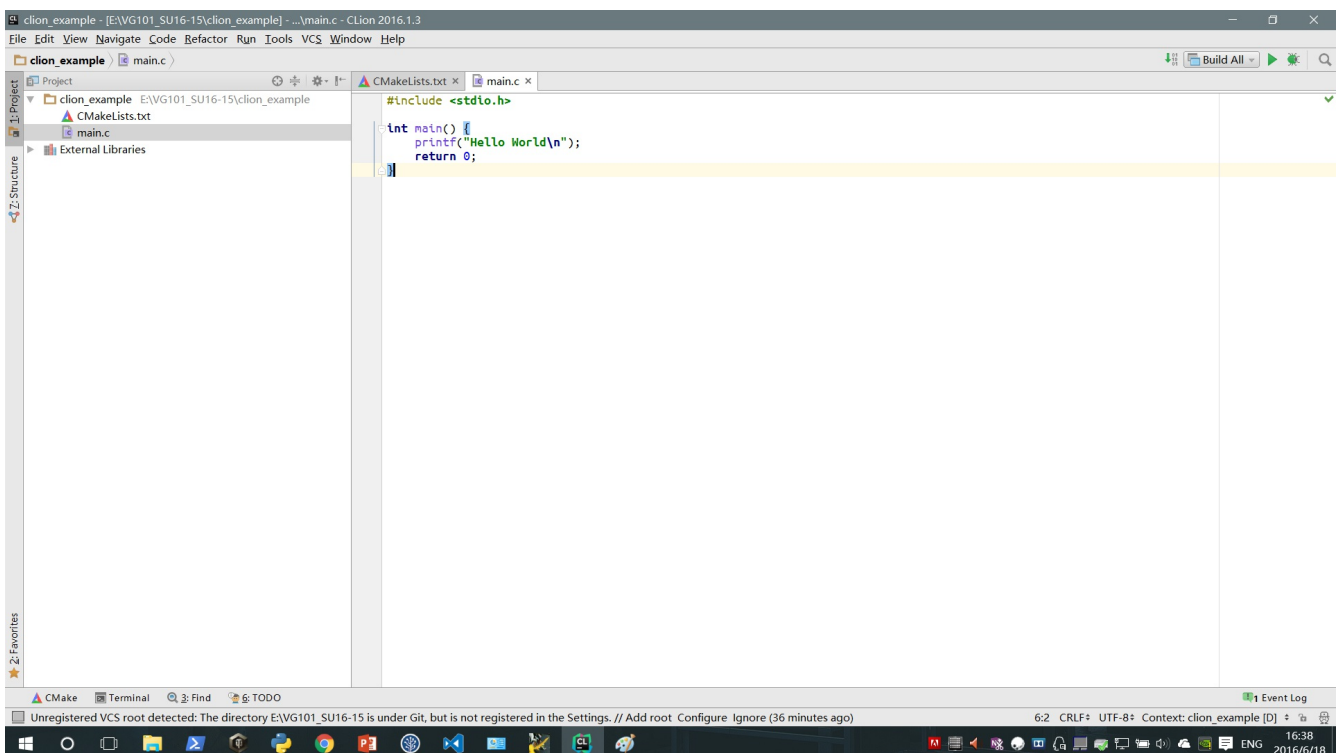 clion_example - [E:\VG101_SU16-15\clion_example] - ...\main.c - CLion 2016.1.3
File Edit View Navigate Code Refactor Run Tools VCS Window Help
clion_example main.c
Build All
1: Project
Project
CMakeLists.txt
main.c
clion_example E:\VG101_SU16-15\clion_example
CMakeLists.txt
main.c
External Libraries
Z: Structure
2: Favorites
#include <stdio.h>
int main() {
    printf("Hello World\n");
    return 0;
}
CMake Terminal 3: Find 6: TODO
1 Event Log
Unregistered VCS root detected: The directory E:\VG101_SU16-15 is under Git, but is not registered in the Settings. // Add root Configure Ignore (36 minutes ago)
6:2 CRLF UTF-8 Context: clion_example [D]
ENG
16:38
2016/6/18